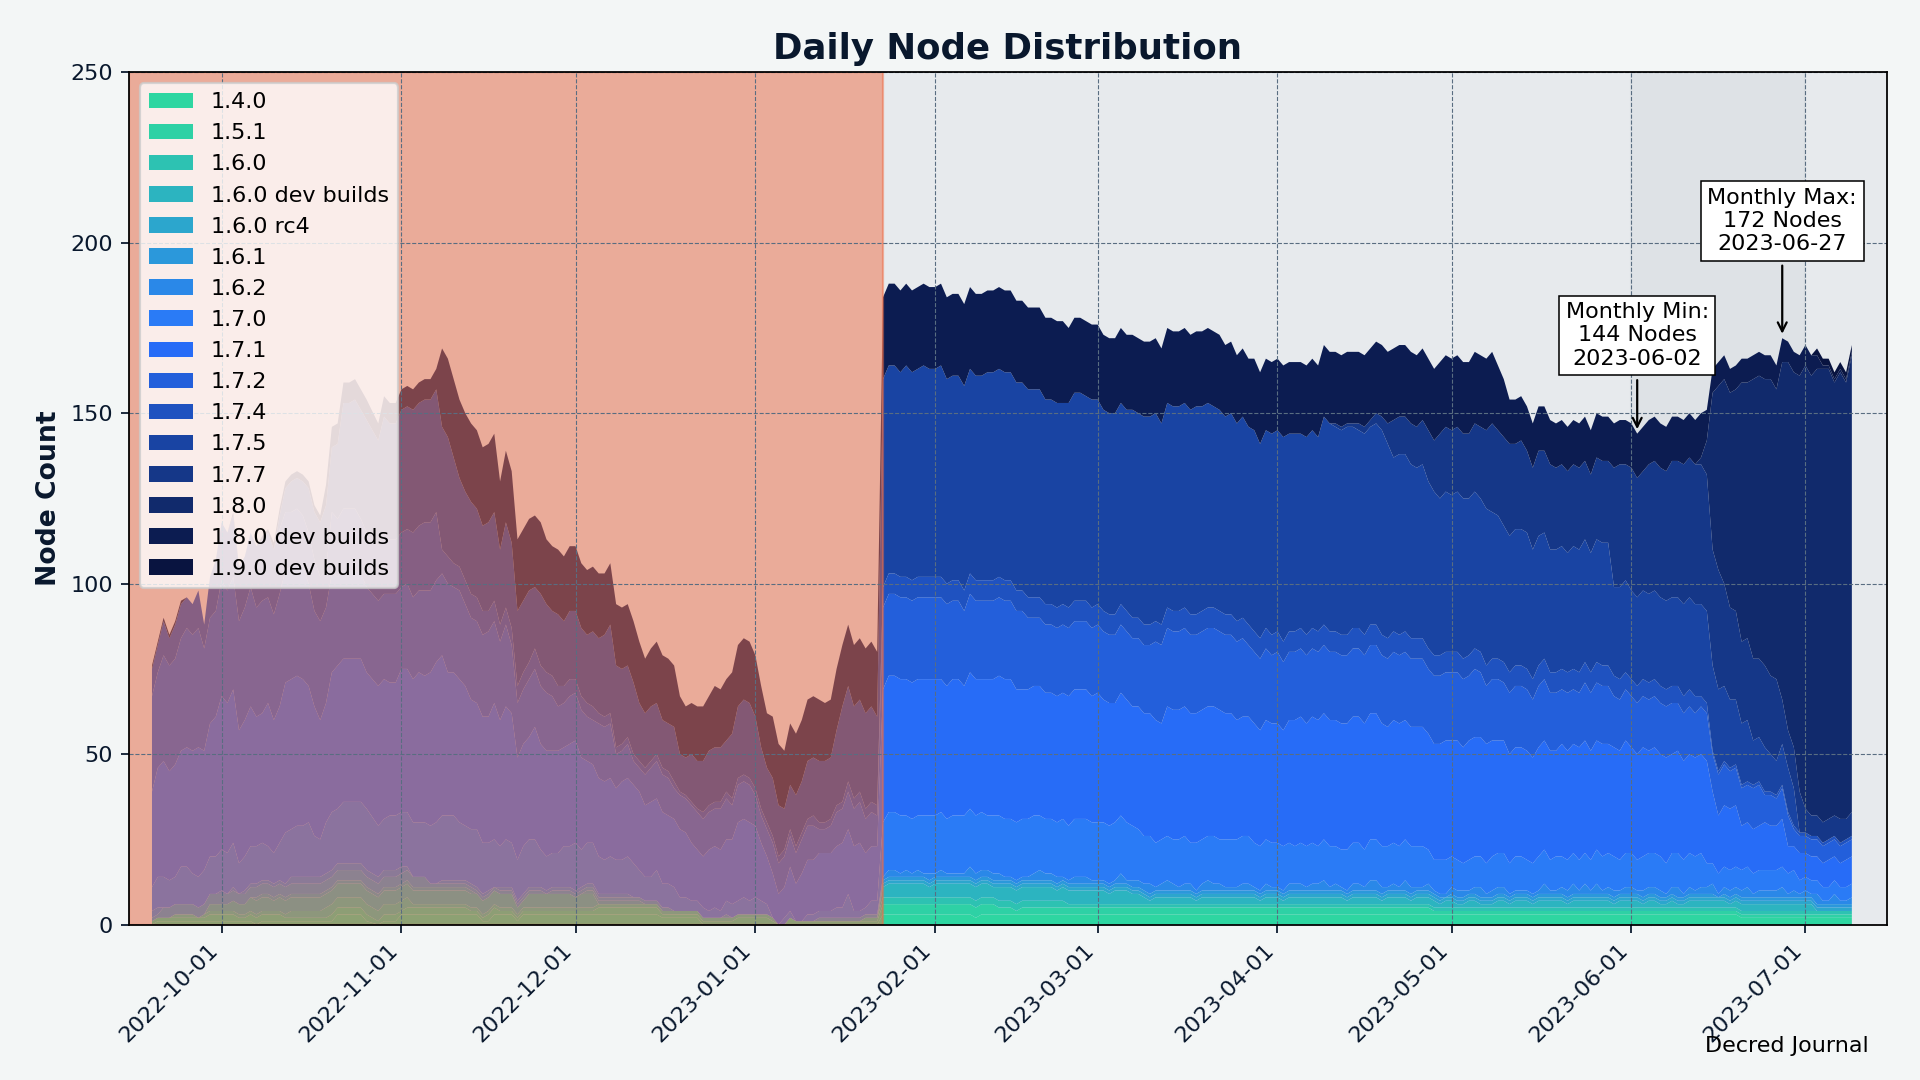 Daily Node Distribution
Node Count
250
200
150
100
50
0
1.4.0
1.5.1
1.6.0
1.6.0 dev builds
1.6.0 rc4
1.6.1
1.6.2
1.7.0
1.7.1
1.7.2
1.7.4
1.7.5
1.7.7
1.8.0
1.8.0 dev builds
1.9.0 dev builds
Monthly Max:
172 Nodes
2023-06-27
Monthly Min:
144 Nodes
2023-06-02
2022-10-01
2022-11-01
2022-12-01
2023-01-01
2023-02-01
2023-03-01
2023-04-01
2023-05-01
2023-06-01
2023-07-01
Decred Journal